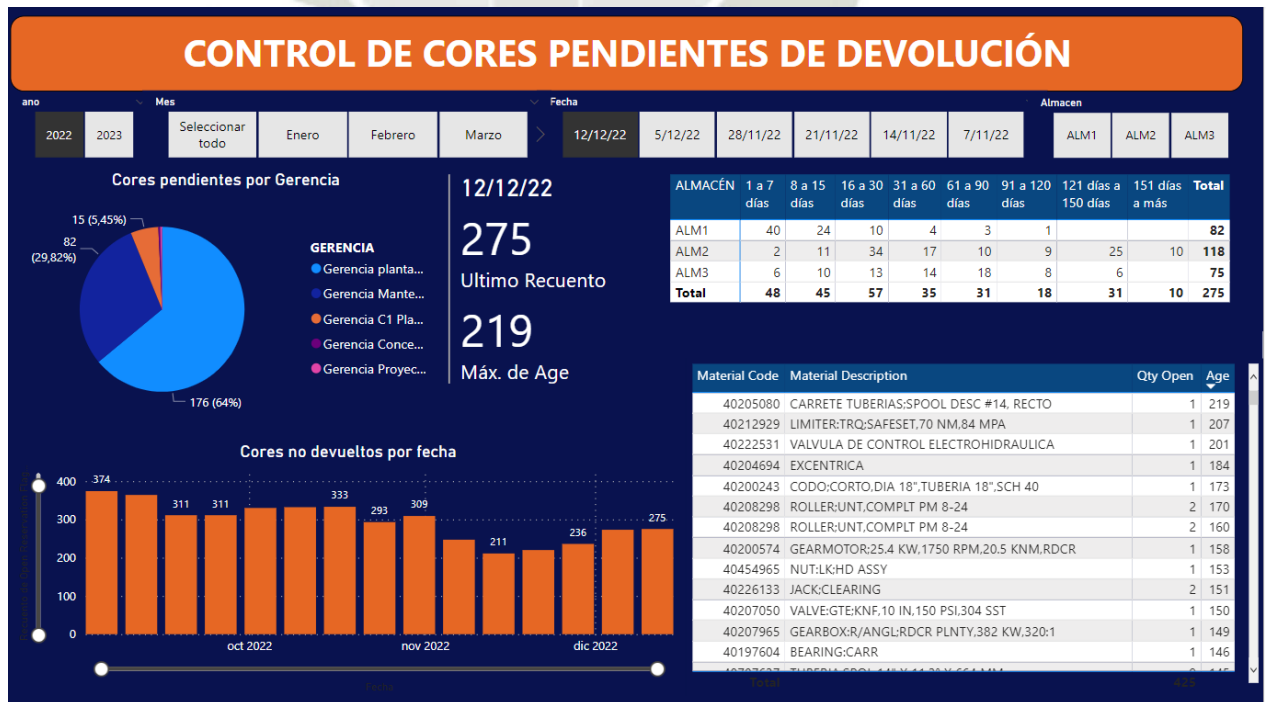 CONTROL DE CORES PENDIENTES DE DEVOLUCIÓN
ano
2022 2023
Mes
Seleccionar todo Enero Febrero Marzo
Fecha
12/12/22 5/12/22 28/11/22 21/11/22 14/11/22 7/11/22
Almacen
ALM1 ALM2 ALM3
Cores pendientes por Gerencia
15 (5,45%)
82
(29,82%)
176 (64%)
GERENCIA
Gerencia planta...
Gerencia Mante...
Gerencia C1 Pla...
Gerencia Conce...
Gerencia Proyec...
12/12/22
275
Ultimo Recuento
219
Máx. de Age
ALMACÉN 1 a 7 días 8 a 15 días 16 a 30 días 31 a 60 días 61 a 90 días 91 a 120 días 121 días a 150 días 151 días a más Total
ALM1 40 24 10 4 3 1 82
ALM2 2 11 34 17 10 9 25 10 118
ALM3 6 10 13 14 18 8 6 75
Total 48 45 57 35 31 18 31 10 275
Cores no devueltos por fecha
400
300
200
100
0
374 311 311 333 293 309 211 236 275
oct 2022 nov 2022 dic 2022
Fecha
Material Code Material Description Qty Open Age
40205080 CARRETE TUBERIAS;SPOOL DESC #14, RECTO 1 219
40212929 LIMITER:TRQ;SAFESET,70 NM,84 MPA 1 207
40222531 VALVULA DE CONTROL ELECTROHIDRAULICA 1 201
40204694 EXCENTRICA 1 184
40200243 CODO;CORTO,DIA 18",TUBERIA 18",SCH 40 1 173
40208298 ROLLER:UNT,COMPLT PM 8-24 2 170
40208298 ROLLER:UNT,COMPLT PM 8-24 2 160
40200574 GEARMOTOR;25.4 KW,1750 RPM,20.5 KNM,RDCR 1 158
40454965 NUT:LK;HD ASSY 1 153
40226133 JACK;CLEARING 2 151
40207050 VALVE:GTE;KNF,10 IN,150 PSI,304 SST 1 150
40207965 GEARBOX:R/ANGL;RDCR PLNTY,382 KW,320:1 1 149
40197604 BEARING:CARR 1 146
Total 425